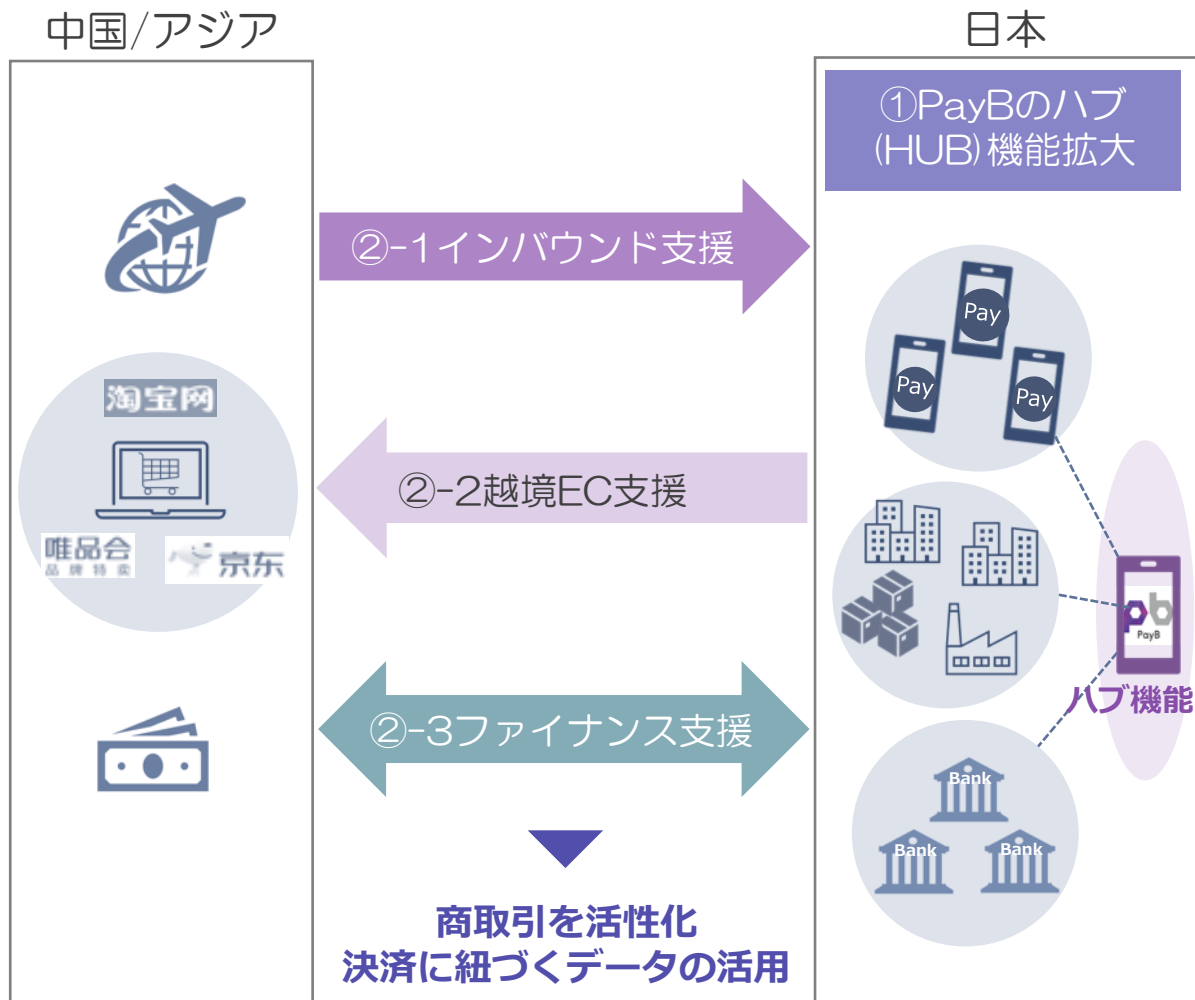 中国/アジア
日本
①PayBのハブ
(HUB)機能拡大
②-1インバウンド支援
Pay
Pay
Pay
淘宝网
②-2越境EC支援
唯品会
品牌特卖
京东
pb
PayB
ハブ機能
②-3ファイナンス支援
Bank
Bank
Bank
商取引を活性化
決済に紐づくデータの活用